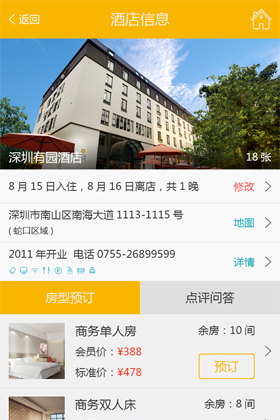 返回
酒店信息
深圳有园酒店
18 张
8 月 15 日入住，8 月 16 日离店，共 1 晚
修改
深圳市南山区南海大道 1113-1115 号
( 蛇口区域 )
地图
2011 年开业 电话 0755-26899599
详情
房型预订
点评问答
商务单人房
余房：10 间
会员价：¥388
标准价：¥478
预订
商务双人床
余房：8 间